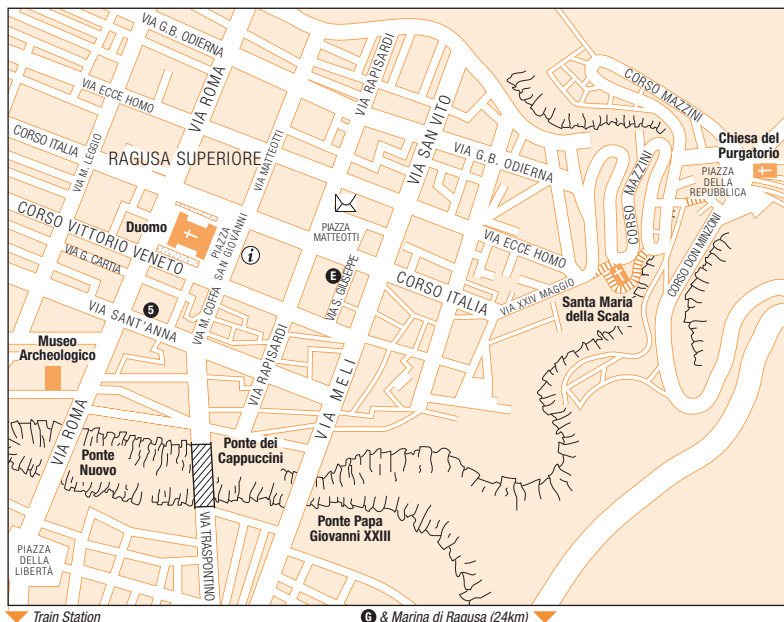 VIA G.B. ODIERNA
VIA RAPISARDI
VIA ROMA
CORSO MAZZINI
VIA ECCE HOMO
VIA SAN VITO
Chiesa del
Purgatorio
CORSO ITALIA
VIA M. LEGGIO
RAGUSA SUPERIORE
VIA MATTEOTTI
VIA G.B. ODIERNA
CORSO MAZZINI
PIAZZA
DELLA
REPUBBLICA
Duomo
PIAZZA
SAN GIOVANNI
i
PIAZZA
MATTEOTTI
CORSO VITTORIO VENETO
VIA ECCE HOMO
CORSO DON MINZONI
VIA G. CARTIA
E
VIA S. GIUSEPPE
CORSO ITALIA
VIA XXIV MAGGIO
Santa Maria
della Scala
5
VIA SANT'ANNA
VIA M. COFFA
Museo
Archeologico
VIA RAPISARDI
VIA MELI
VIA ROMA
Ponte
Nuovo
Ponte dei
Cappuccini
Ponte Papa
Giovanni XXIII
VIA TRASPONTINO
PIAZZA
DELLA
LIBERTÀ
Train Station
G & Marina di Ragusa (24km)